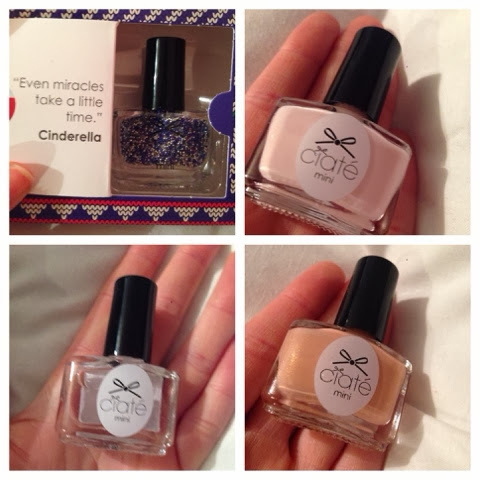 "Even miracles
take a little
time."
Cinderella
ciaté
mini
ciaté
mini
ciaté
mini